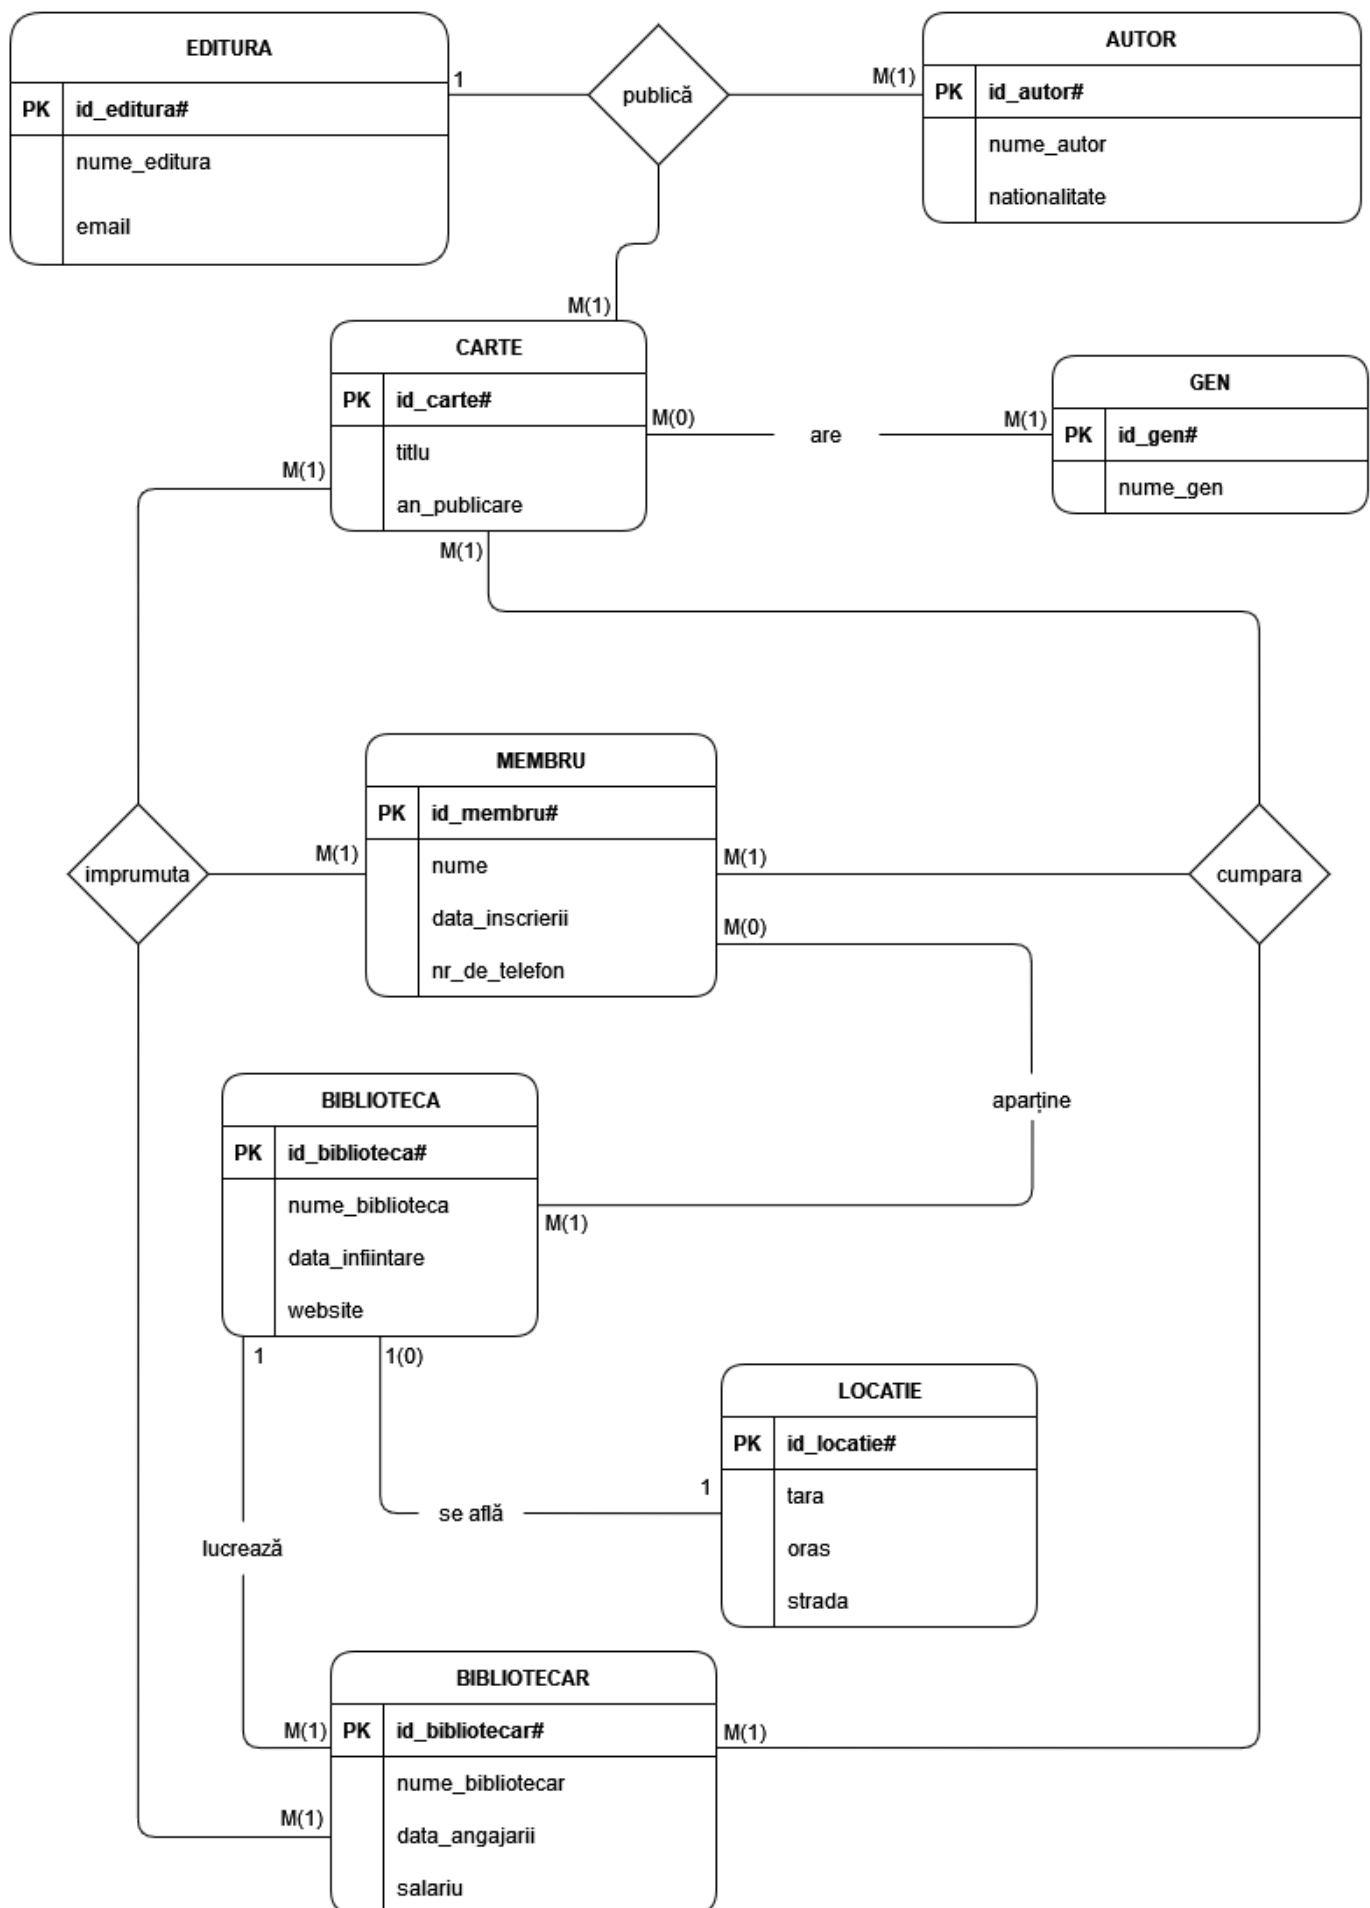 EDITURA
PK id_editura#
nume_editura
email
1
publică
M(1)
AUTOR
PK id_autor#
nume_autor
nationalitate
M(1)
CARTE
PK id_carte#
titlu
an_publicare
M(0)
are
M(1)
GEN
PK id_gen#
nume_gen
M(1)
M(1)
MEMBRU
PK id_membru#
nume
data_inscrierii
nr_de_telefon
imprumuta
M(1)
M(1)
cumpara
M(0)
aparține
BIBLIOTECA
PK id_biblioteca#
nume_biblioteca
data_infiintare
website
M(1)
1
1(0)
LOCATIE
PK id_locatie#
tara
oras
strada
1
se află
lucrează
BIBLIOTECAR
PK id_bibliotecar#
nume_bibliotecar
data_angajarii
salariu
M(1)
M(1)
M(1)